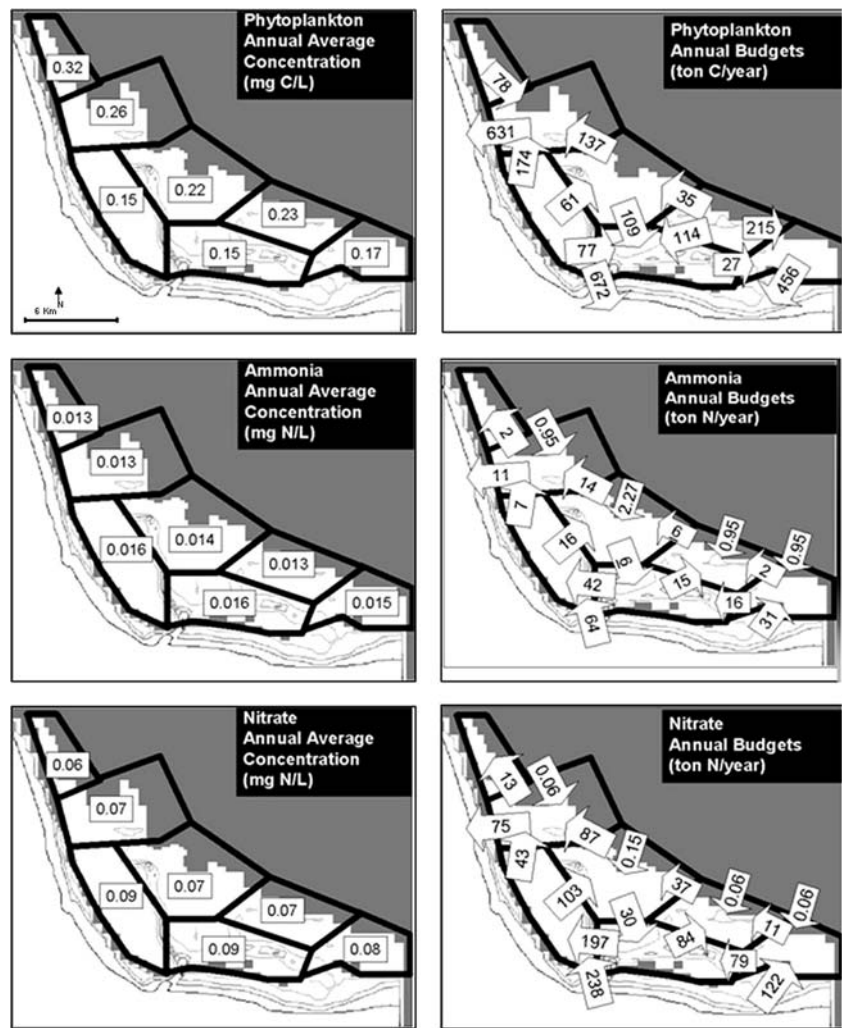 Phytoplankton
Annual Average
Concentration
(mg C/L)
0.32
0.26
0.22
0.15
0.23
0.15
0.17
N
6 Km
Phytoplankton
Annual Budgets
(ton C/year)
78
631
137
174
61
35
109
114
215
77
27
672
456
Ammonia
Annual Average
Concentration
(mg N/L)
0.013
0.013
0.014
0.016
0.013
0.016
0.015
Ammonia
Annual Budgets
(ton N/year)
2
0.95
11
14
2.27
7
6
0.95
0.95
16
6
15
2
42
16
64
31
Nitrate
Annual Average
Concentration
(mg N/L)
0.06
0.07
0.07
0.09
0.07
0.09
0.08
Nitrate
Annual Budgets
(ton N/year)
13
0.06
75
87
0.15
43
37
0.06
0.06
103
30
11
197
84
79
238
122